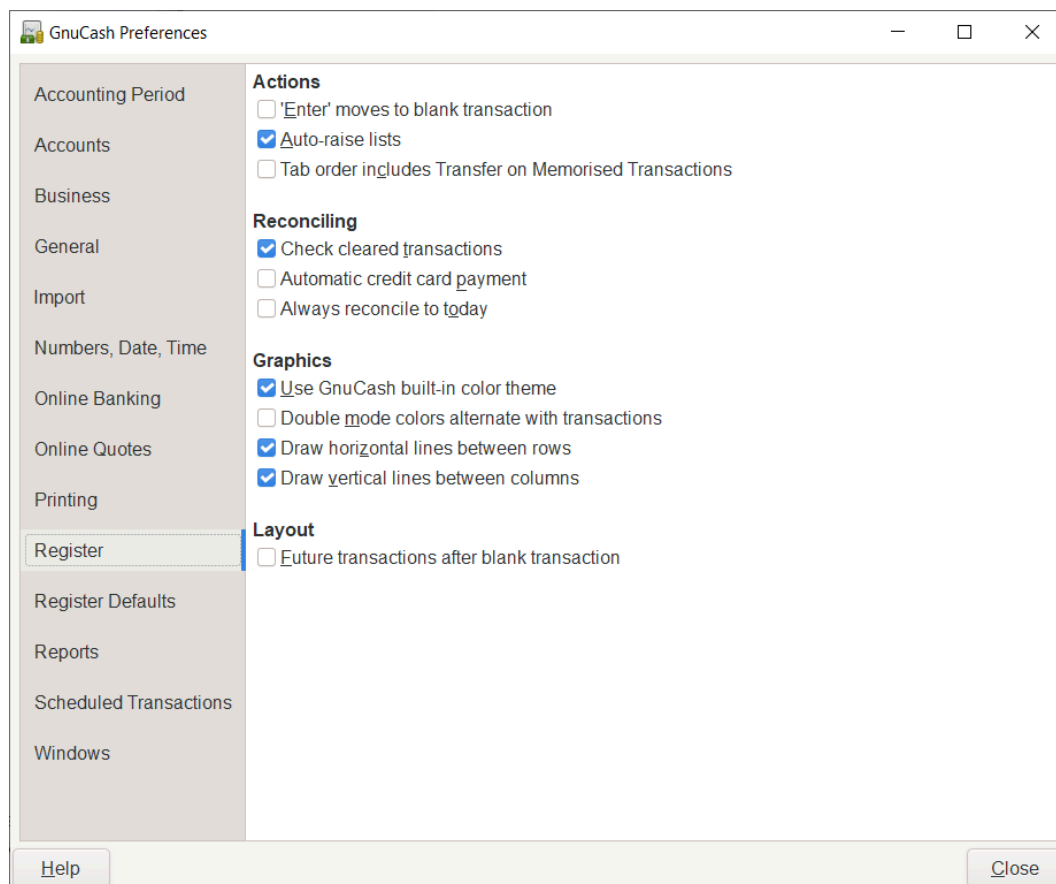 GnuCash Preferences
Accounting Period
Accounts
Business
General
Import
Numbers, Date, Time
Online Banking
Online Quotes
Printing
Register
Register Defaults
Reports
Scheduled Transactions
Windows
Actions
'Enter' moves to blank transaction
Auto-raise lists
Tab order includes Transfer on Memorised Transactions
Reconciling
Check cleared transactions
Automatic credit card payment
Always reconcile to today
Graphics
Use GnuCash built-in color theme
Double mode colors alternate with transactions
Draw horizontal lines between rows
Draw vertical lines between columns
Layout
Future transactions after blank transaction
Help
Close